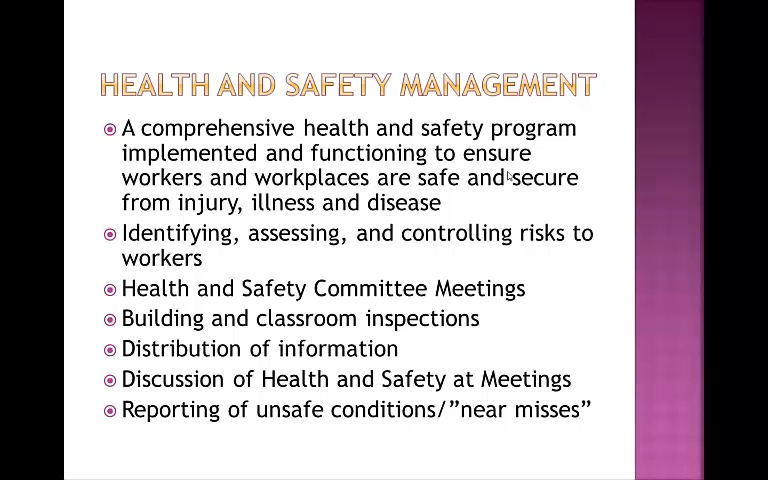 HEALTH AND SAFETY MANAGEMENT
A comprehensive health and safety program
implemented and functioning to ensure
workers and workplaces are safe and secure
from injury, illness and disease
Identifying, assessing, and controlling risks to
workers
Health and Safety Committee Meetings
Building and classroom inspections
Distribution of information
Discussion of Health and Safety at Meetings
Reporting of unsafe conditions/”near misses”